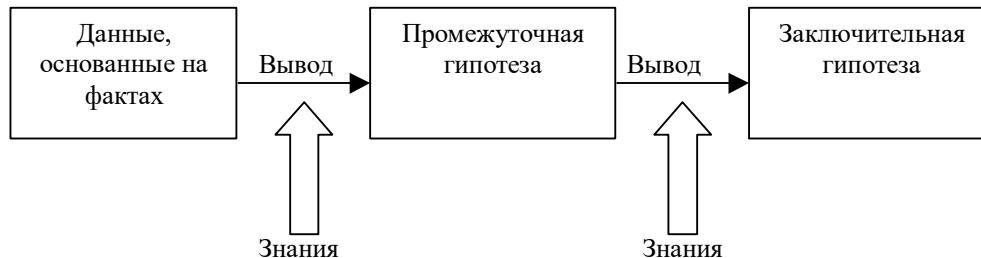 Данные,
основанные на
фактах
Вывод
Промежуточная
гипотеза
Вывод
Заключительная
гипотеза
Знания
Знания